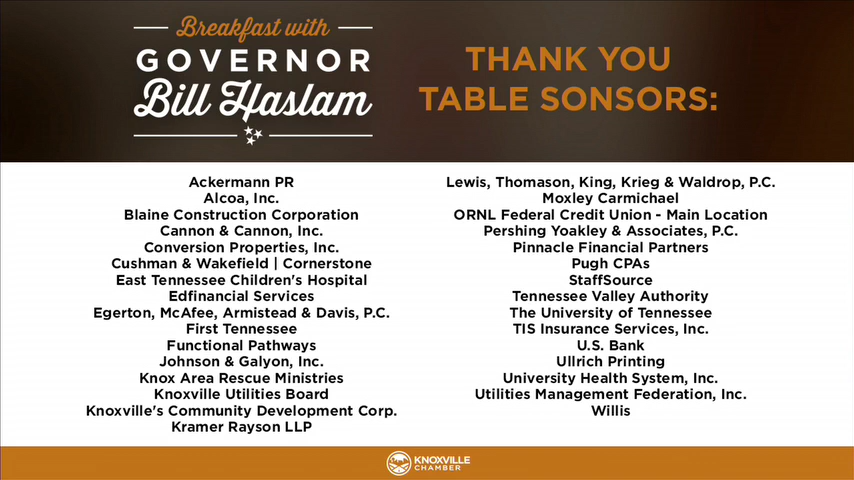 Breakfast with
GOVERNOR
Bill Haslam
THANK YOU
TABLE SONSORS:
Ackermann PR
Alcoa, Inc.
Blaine Construction Corporation
Cannon & Cannon, Inc.
Conversion Properties, Inc.
Cushman & Wakefield | Cornerstone
East Tennessee Children's Hospital
Edfinancial Services
Egerton, McAfee, Armistead & Davis, P.C.
First Tennessee
Functional Pathways
Johnson & Galyon, Inc.
Knox Area Rescue Ministries
Knoxville Utilities Board
Knoxville's Community Development Corp.
Kramer Rayson LLP
Lewis, Thomason, King, Krieg & Waldrop, P.C.
Moxley Carmichael
ORNL Federal Credit Union - Main Location
Pershing Yoakley & Associates, P.C.
Pinnacle Financial Partners
Pugh CPAs
StaffSource
Tennessee Valley Authority
The University of Tennessee
TIS Insurance Services, Inc.
U.S. Bank
Ullrich Printing
University Health System, Inc.
Utilities Management Federation, Inc.
Willis
KNOXVILLE
CHAMBER